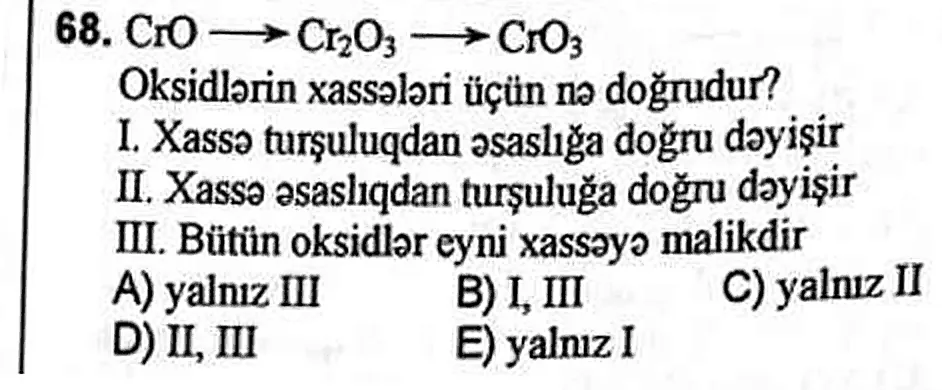 68. CrO ⟶ Cr₂O₃ ⟶ CrO₃
Oksidlərin xassələri üçün nə doğrudur?
I. Xassə turşuluqdan əsaslığa doğru dəyişir
II. Xassə əsaslıqdan turşuluğa doğru dəyişir
III. Bütün oksidlər eyni xassəyə malikdir
A) yalnız III B) I, III C) yalnız II
D) II, III E) yalnız I